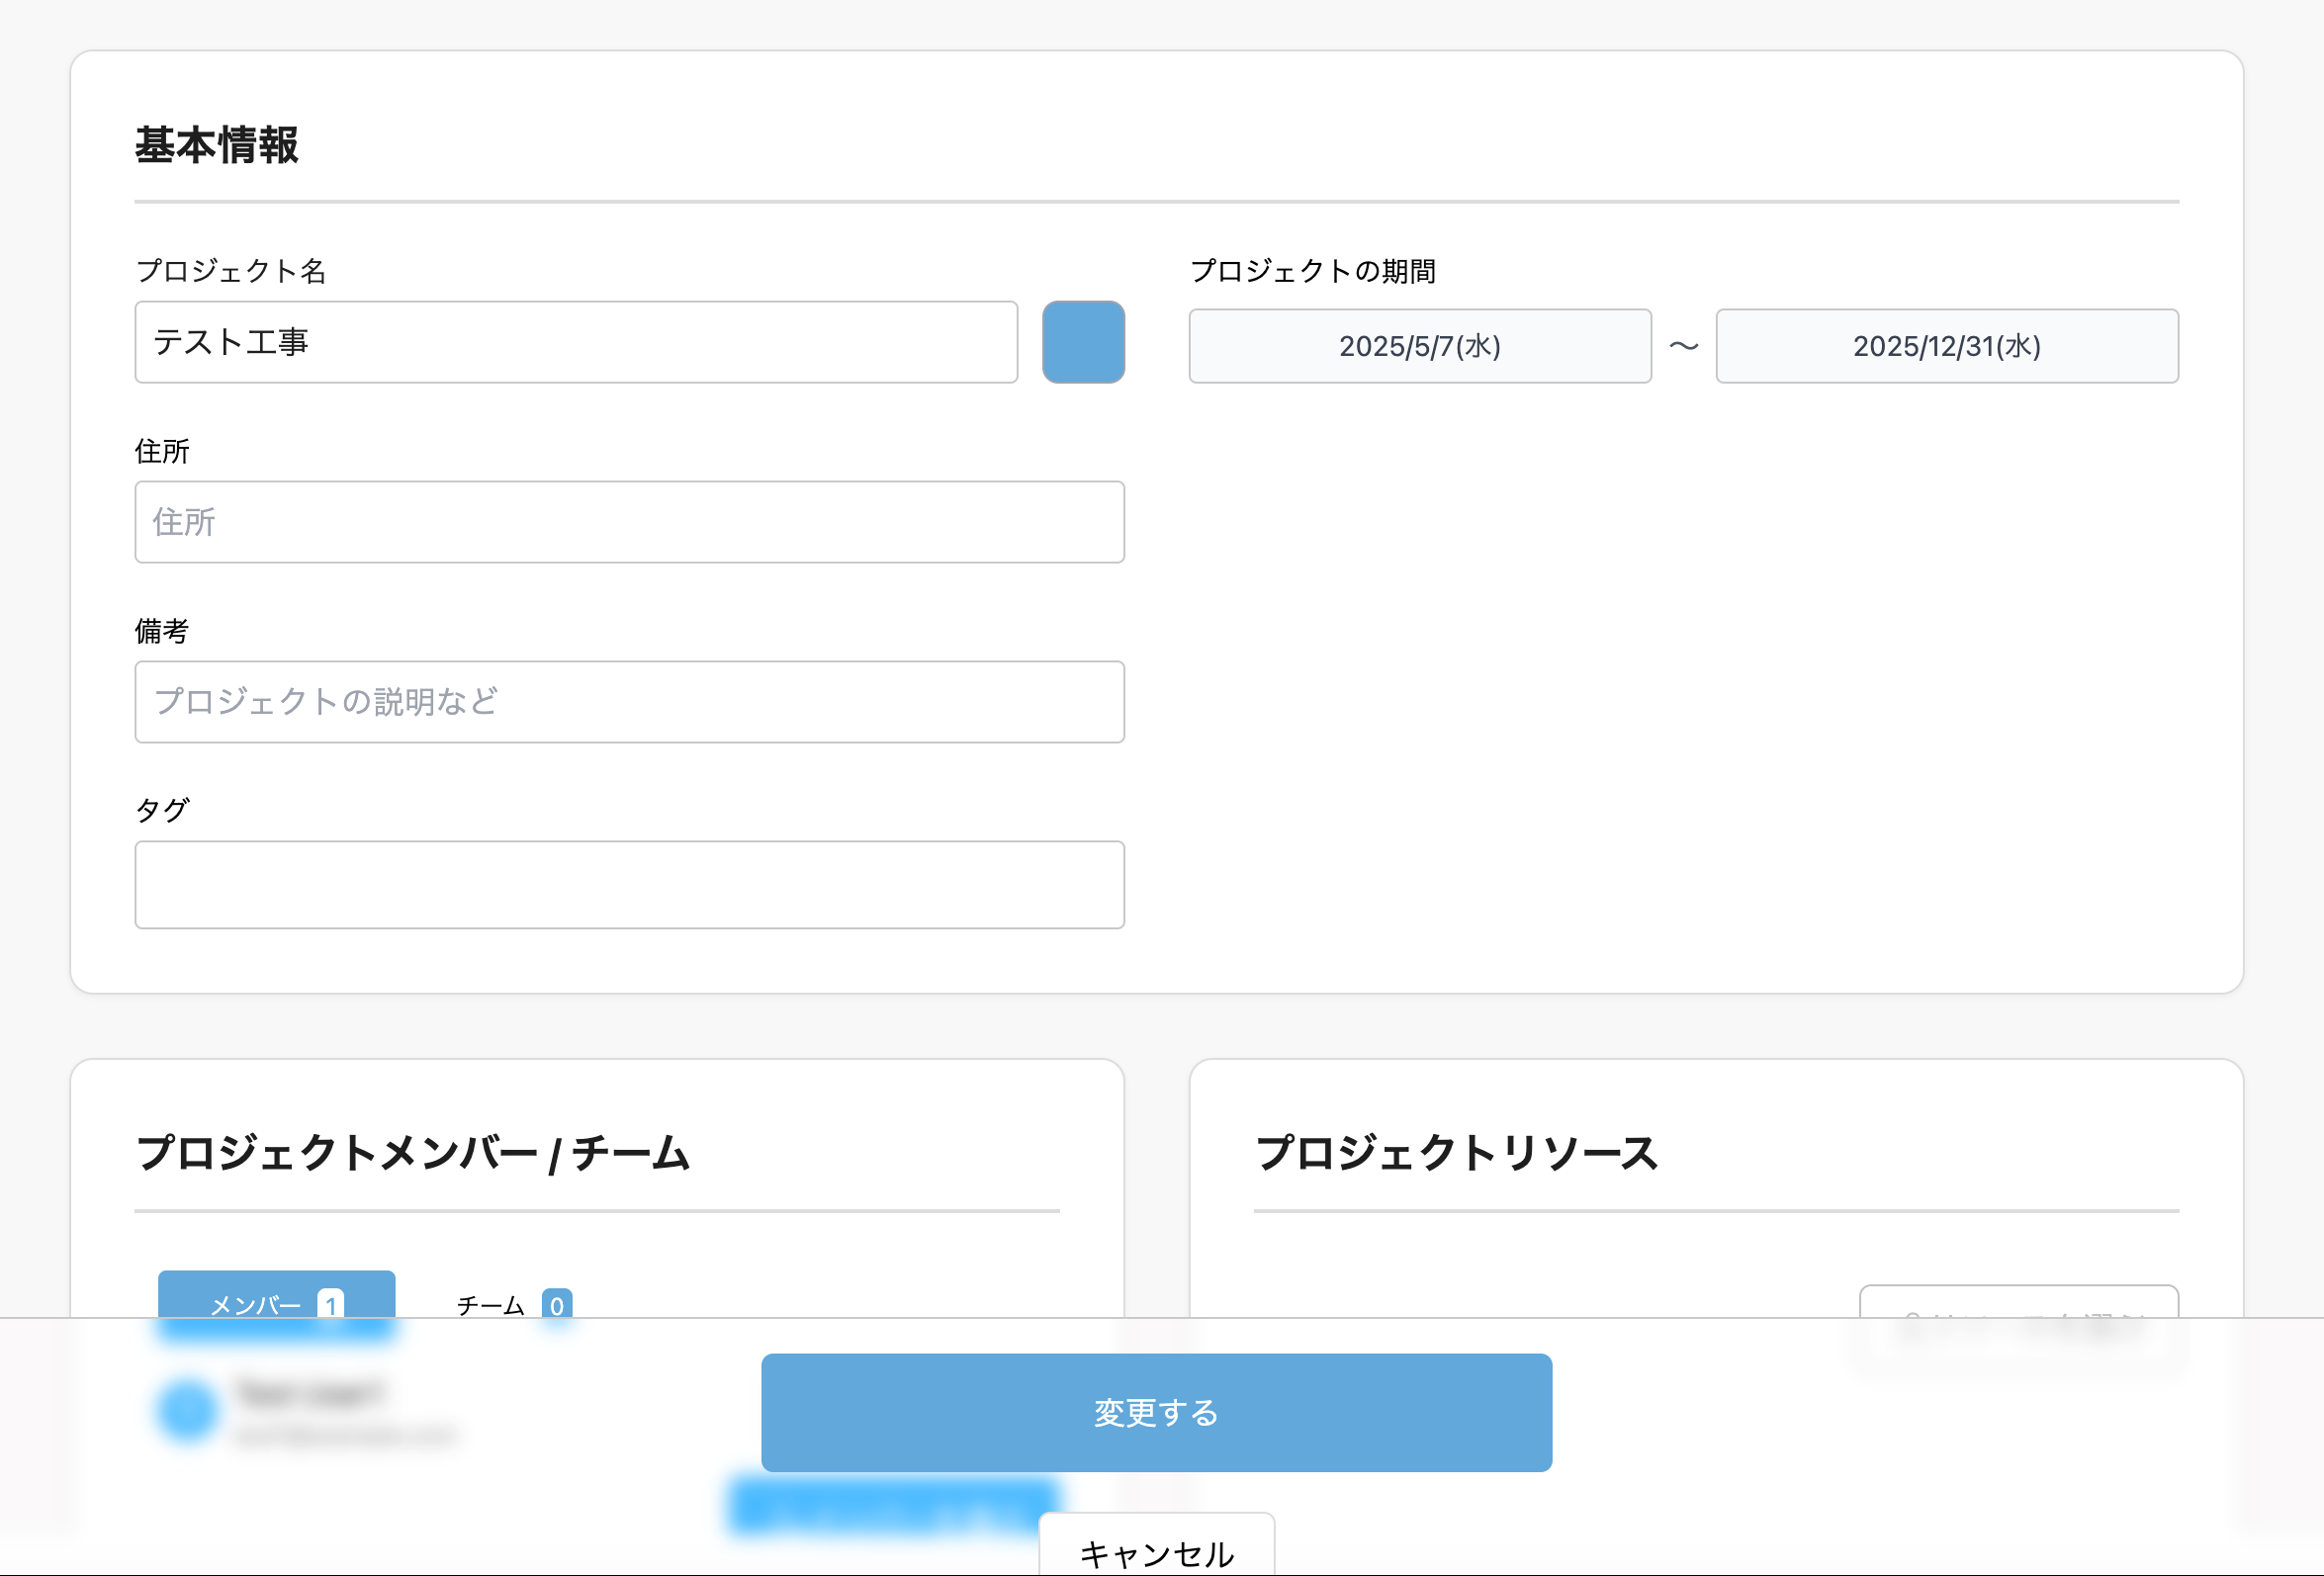 基本情報
プロジェクト名
テスト工事
プロジェクトの期間
2025/5/7(水) ～ 2025/12/31(水)
住所
住所
備考
プロジェクトの説明など
タグ
プロジェクトメンバー / チーム
メンバー 1
チーム 0
プロジェクトリソース
変更する
キャンセル